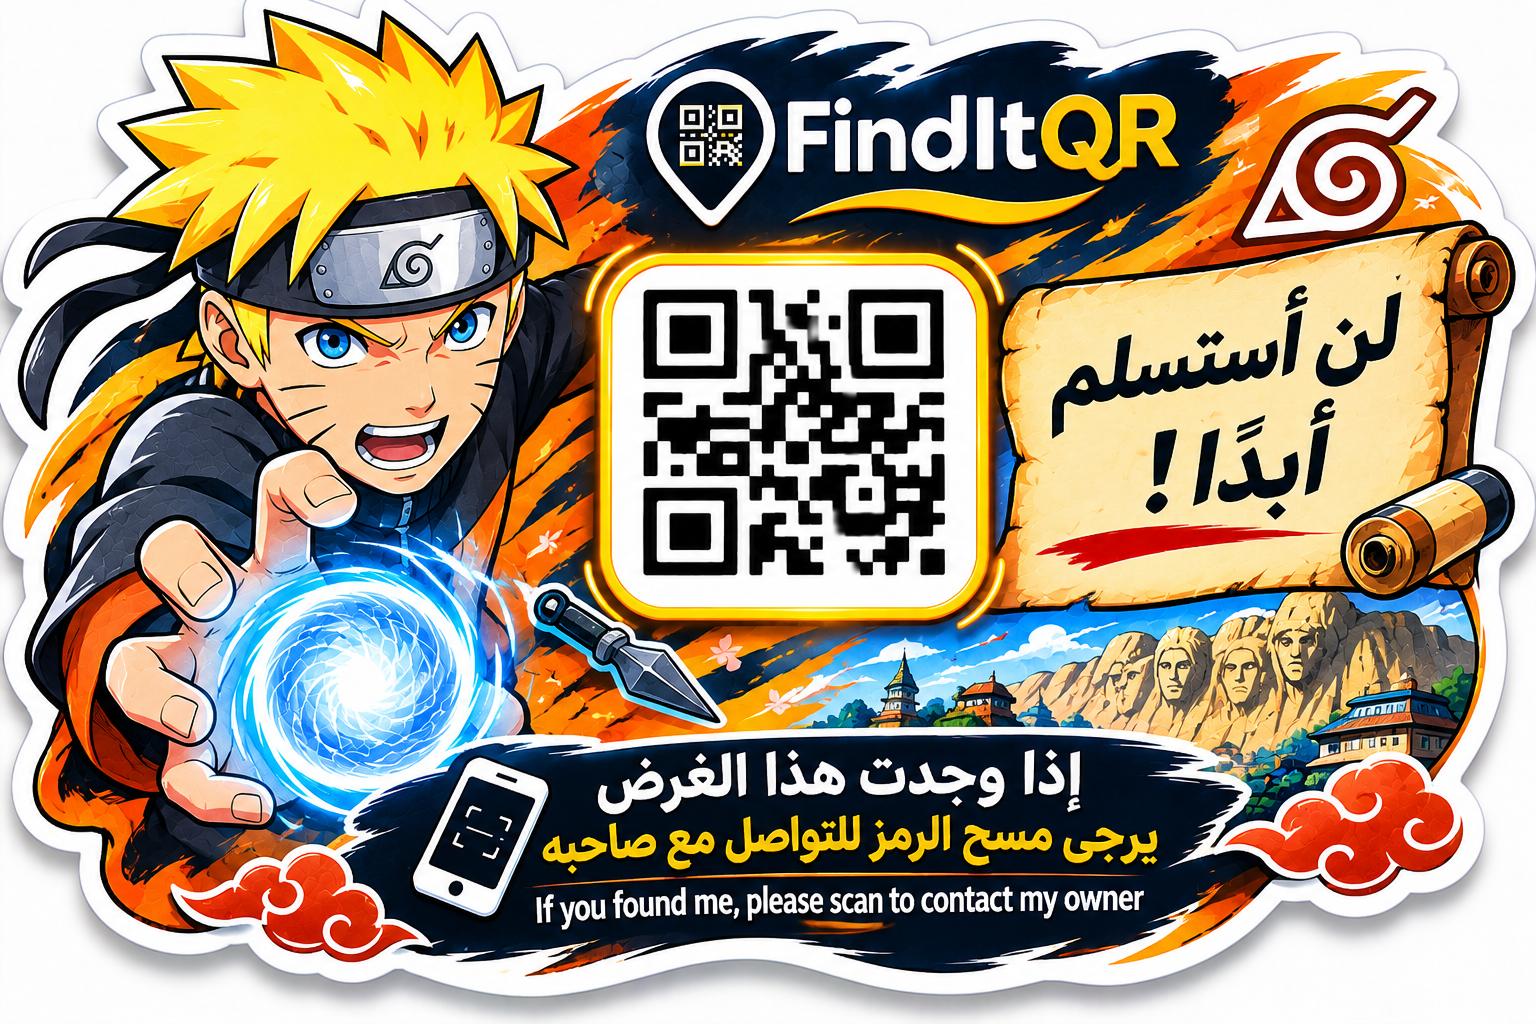 FindItQR
لن أستسلم
أبدًا !
إذا وجدت هذا الغرض
يرجى مسح الرمز للتواصل مع صاحبه
If you found me, please scan to contact my owner